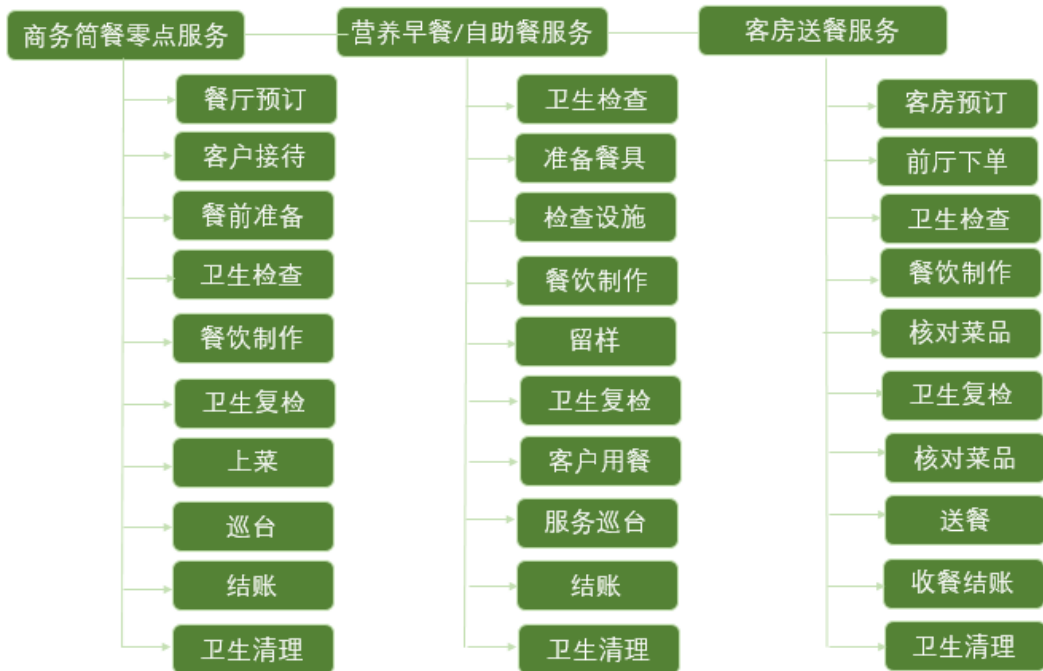 商务简餐零点服务
营养早餐/自助餐服务
客房送餐服务
餐厅预订
客户接待
餐前准备
卫生检查
餐饮制作
卫生复检
上菜
巡台
结账
卫生清理
卫生检查
准备餐具
检查设施
餐饮制作
留样
卫生复检
客户用餐
服务巡台
结账
卫生清理
客房预订
前厅下单
卫生检查
餐饮制作
核对菜品
卫生复检
核对菜品
送餐
收餐结账
卫生清理